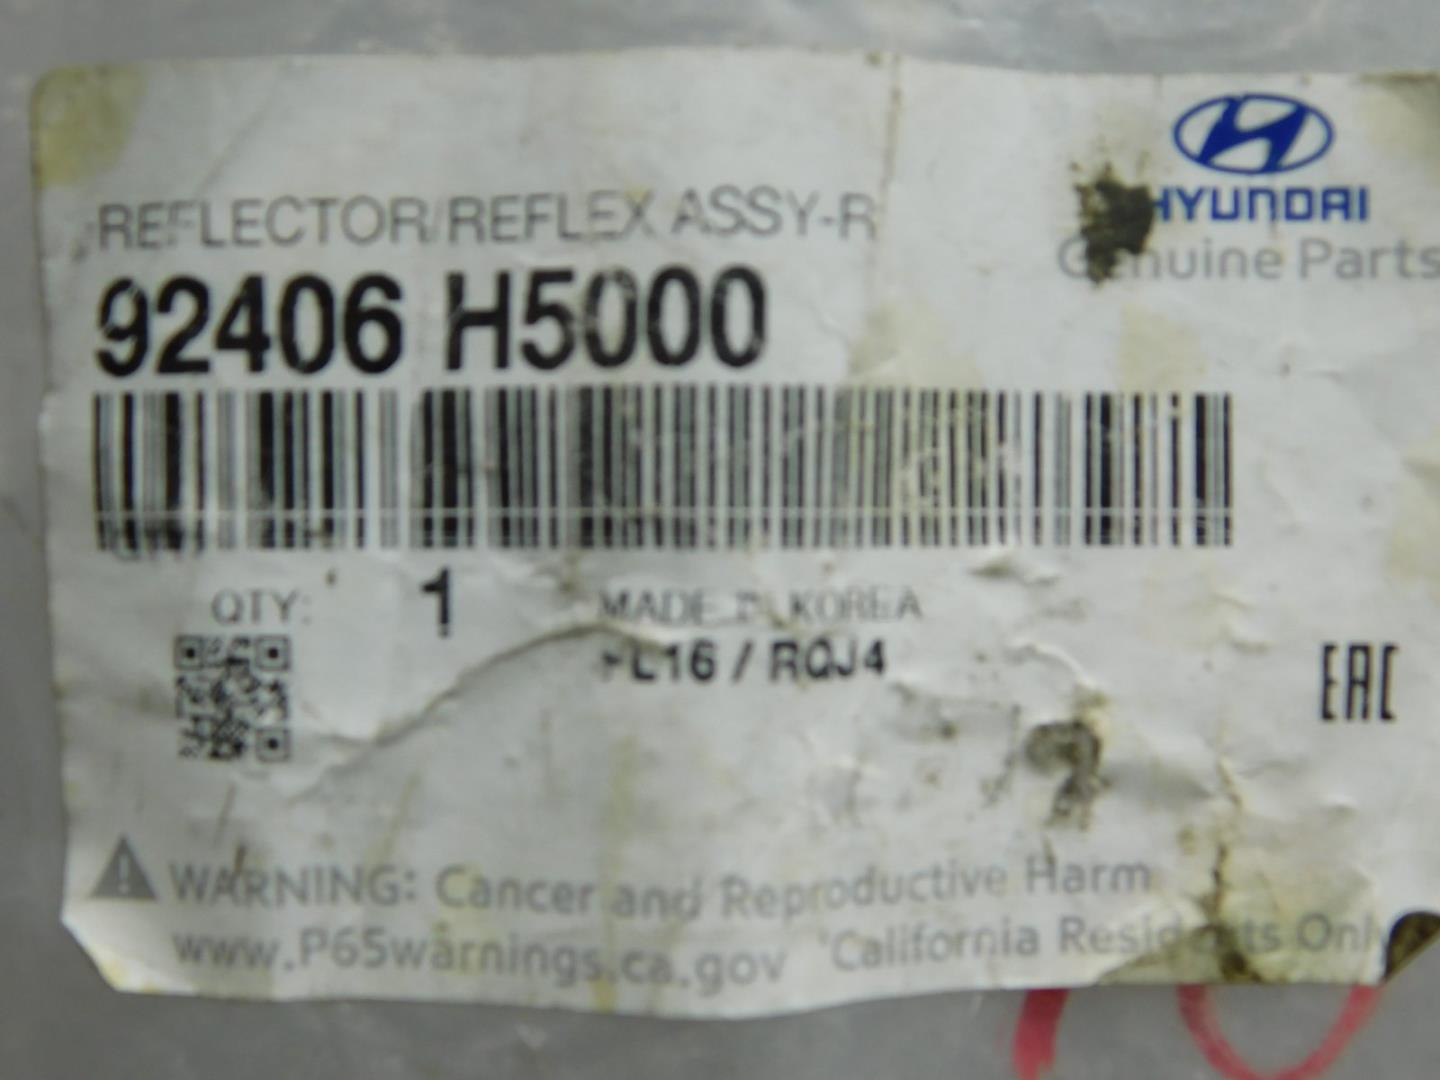 HYUNDAI
Genuine Parts
REFLECTOR/REFLEX ASSY-R
92406 H5000
QTY: 1
MADE IN KOREA
L16 / RQJ4
EAC
WARNING: Cancer and Reproductive Harm
www.P65warnings.ca.gov 'California Residents Only